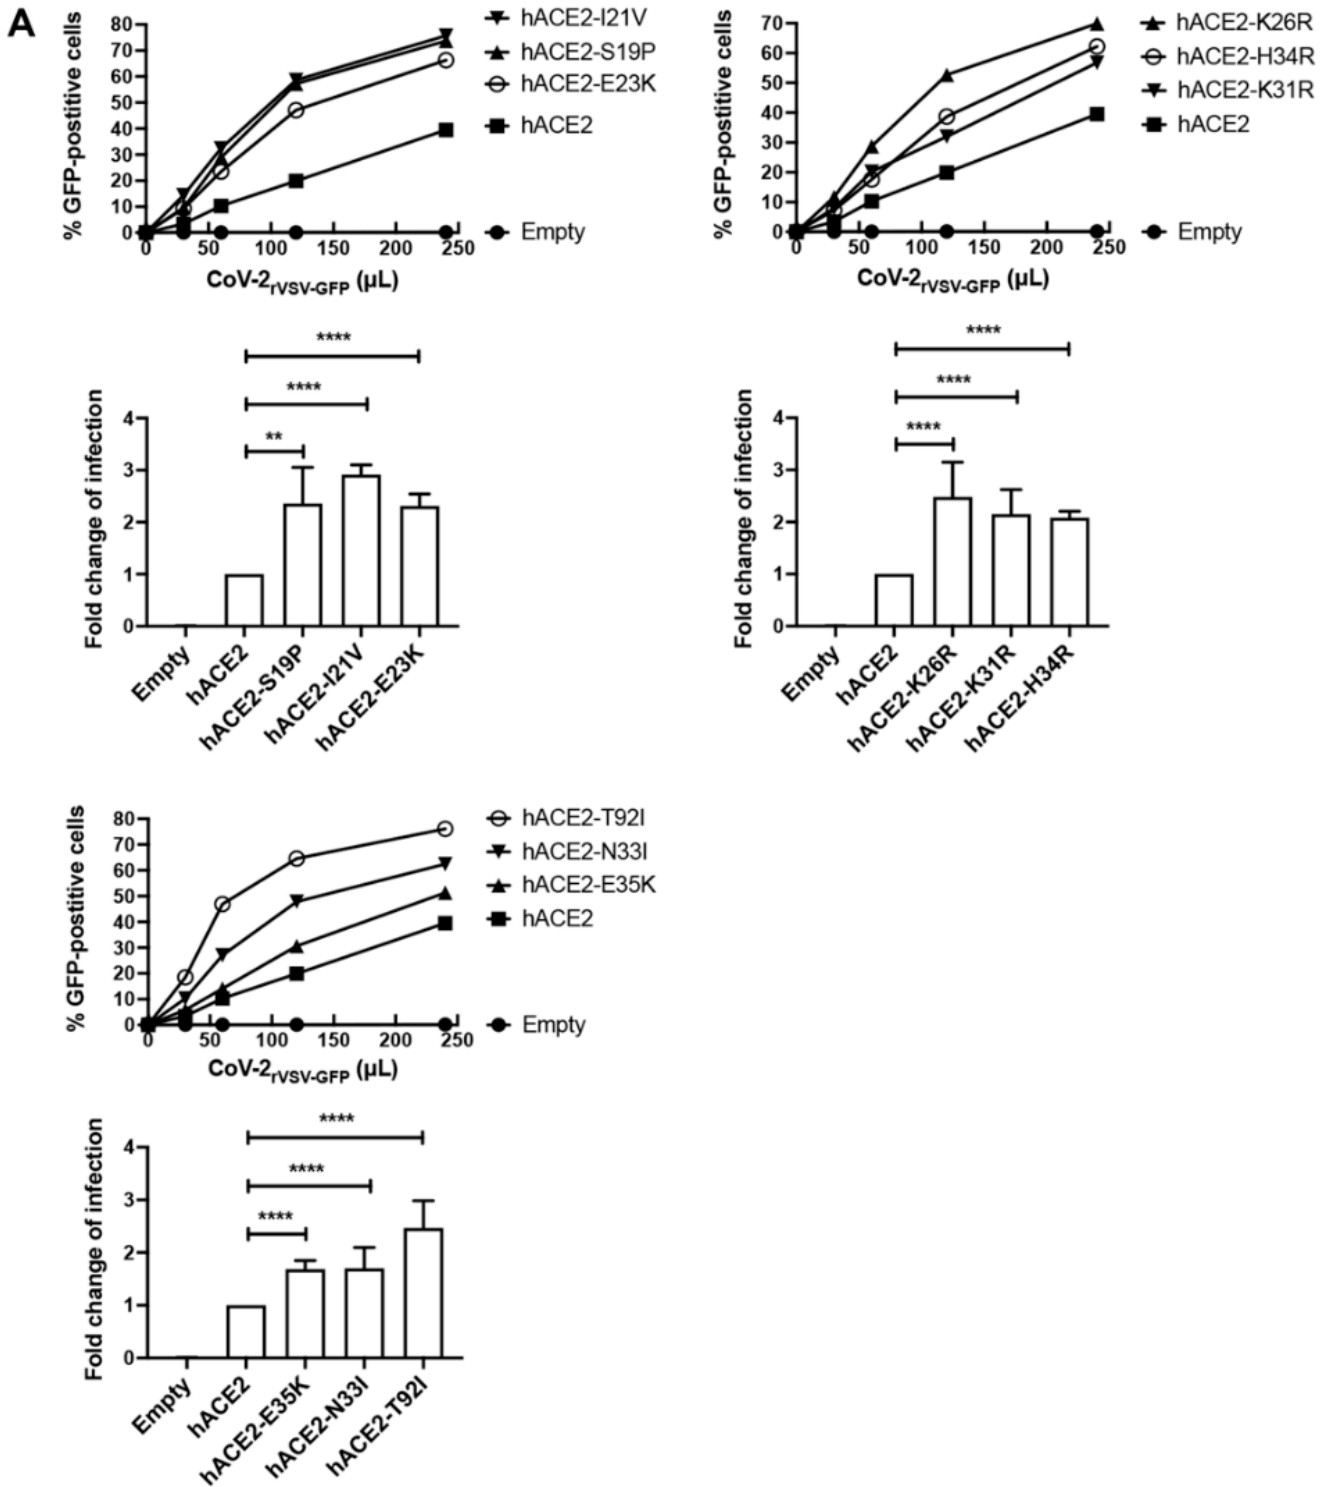 A
% GFP-postitive cells
80
70
60
50
40
30
20
10
0
0 50 100 150 200 250
CoV-2rVSV-GFP (µL)
hACE2-I21V
hACE2-S19P
hACE2-E23K
hACE2
Empty
% GFP-postitive cells
70
60
50
40
30
20
10
0
0 50 100 150 200 250
CoV-2rVSV-GFP (µL)
hACE2-K26R
hACE2-H34R
hACE2-K31R
hACE2
Empty
Fold change of infection
4
3
2
1
0
****
****
**
Empty
hACE2
hACE2-S19P
hACE2-I21V
hACE2-E23K
Fold change of infection
4
3
2
1
0
****
****
****
Empty
hACE2
hACE2-K26R
hACE2-K31R
hACE2-H34R
% GFP-postitive cells
80
70
60
50
40
30
20
10
0
0 50 100 150 200 250
CoV-2rVSV-GFP (µL)
hACE2-T92I
hACE2-N33I
hACE2-E35K
hACE2
Empty
Fold change of infection
4
3
2
1
0
****
****
****
Empty
hACE2
hACE2-E35K
hACE2-N33I
hACE2-T92I